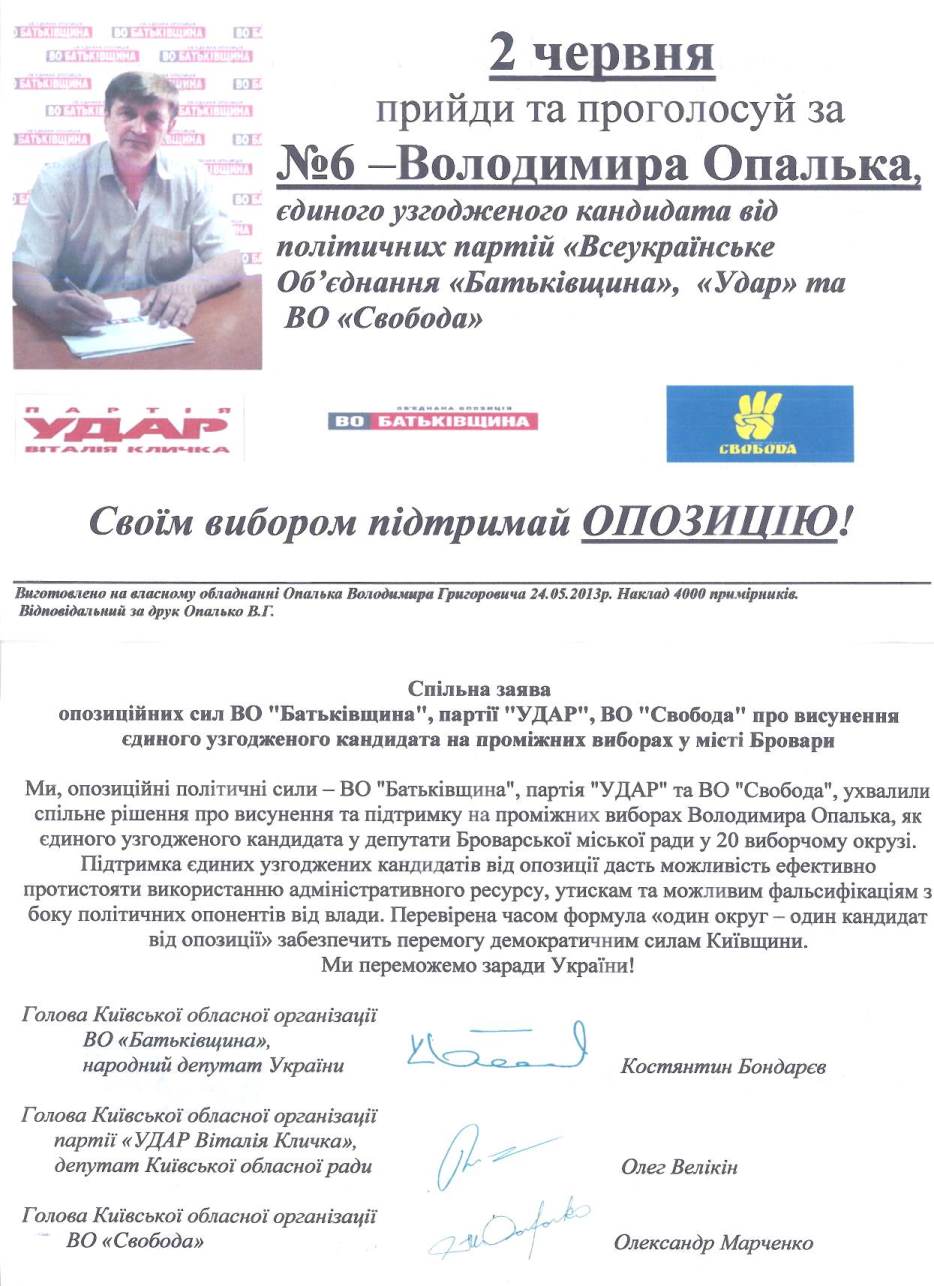 2 червня
прийди та проголосуй за
№6 –Володимира Опалька,
єдиного узгодженого кандидата від
політичних партій «Всеукраїнське
Об’єднання «Батьківщина», «Удар» та
ВО «Свобода»
ПАРТІЯ
УДАР
ВІТАЛІЯ КЛИЧКА
ОБ'ЄДНАНА ОПОЗИЦІЯ
ВО БАТЬКІВЩИНА
СВОБОДА
Своїм вибором підтримай ОПОЗИЦІЮ!
Виготовлено на власному обладнанні Опалька Володимира Григоровича 24.05.2013р. Наклад 4000 примірників.
Відповідальний за друк Опалько В.Г.
Спільна заява
опозиційних сил ВО "Батьківщина", партії "УДАР", ВО "Свобода" про висунення
єдиного узгодженого кандидата на проміжних виборах у місті Бровари
Ми, опозиційні політичні сили – ВО "Батьківщина", партія "УДАР" та ВО "Свобода", ухвалили
спільне рішення про висунення та підтримку на проміжних виборах Володимира Опалька, як
єдиного узгодженого кандидата у депутати Броварської міської ради у 20 виборчому окрузі.
Підтримка єдиних узгоджених кандидатів від опозиції дасть можливість ефективно
протистояти використанню адміністративного ресурсу, утискам та можливим фальсифікаціям з
боку політичних опонентів від влади. Перевірена часом формула «один округ – один кандидат
від опозиції» забезпечить перемогу демократичним силам Київщини.
Ми переможемо заради України!
Голова Київської обласної організації
ВО «Батьківщина»,
народний депутат України
Костянтин Бондарєв
Голова Київської обласної організації
партії «УДАР Віталія Кличка»,
депутат Київської обласної ради
Олег Велікін
Голова Київської обласної організації
ВО «Свобода»
Олександр Марченко